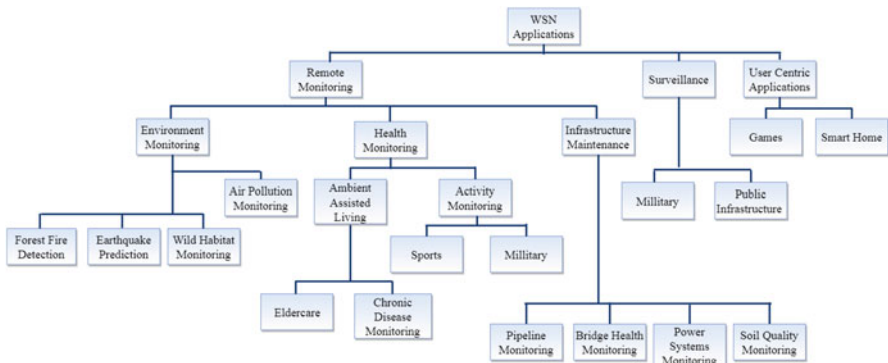 WSN
Applications
Remote
Monitoring
Surveillance
User Centric
Applications
Environment
Monitoring
Health
Monitoring
Infrastructure
Maintenance
Games
Smart Home
Air Pollution
Monitoring
Ambient
Assisted
Living
Activity
Monitoring
Millitary
Public
Infrastructure
Forest Fire
Detection
Earthquake
Prediction
Wild Habitat
Monitoring
Sports
Millitary
Eldercare
Chronic
Disease
Monitoring
Pipeline
Monitoring
Bridge Health
Monitoring
Power
Systems
Monitoring
Soil Quality
Monitoring